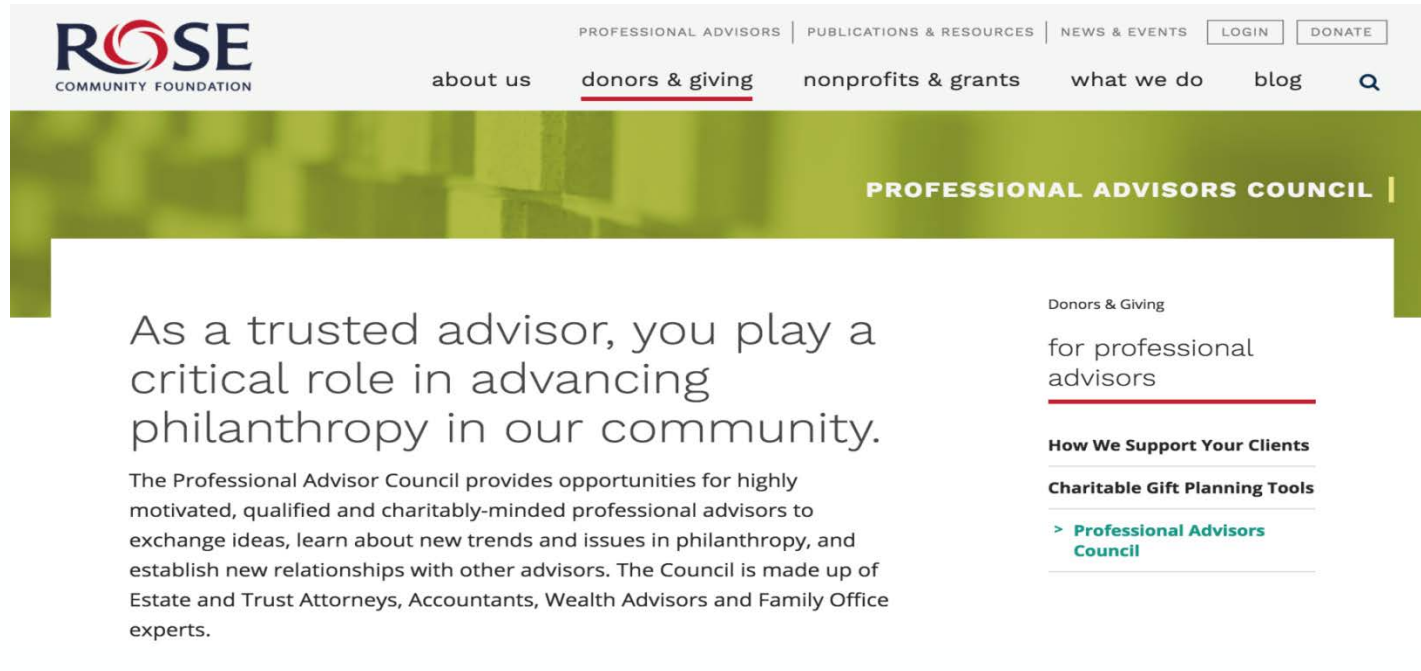 ROSE
COMMUNITY FOUNDATION
PROFESSIONAL ADVISORS | PUBLICATIONS & RESOURCES | NEWS & EVENTS LOGIN DONATE
about us donors & giving nonprofits & grants what we do blog
PROFESSIONAL ADVISORS COUNCIL |
As a trusted advisor, you play a
critical role in advancing
philanthropy in our community.
The Professional Advisor Council provides opportunities for highly
motivated, qualified and charitably-minded professional advisors to
exchange ideas, learn about new trends and issues in philanthropy, and
establish new relationships with other advisors. The Council is made up of
Estate and Trust Attorneys, Accountants, Wealth Advisors and Family Office
experts.
Donors & Giving
for professional
advisors
How We Support Your Clients
Charitable Gift Planning Tools
> Professional Advisors
Council